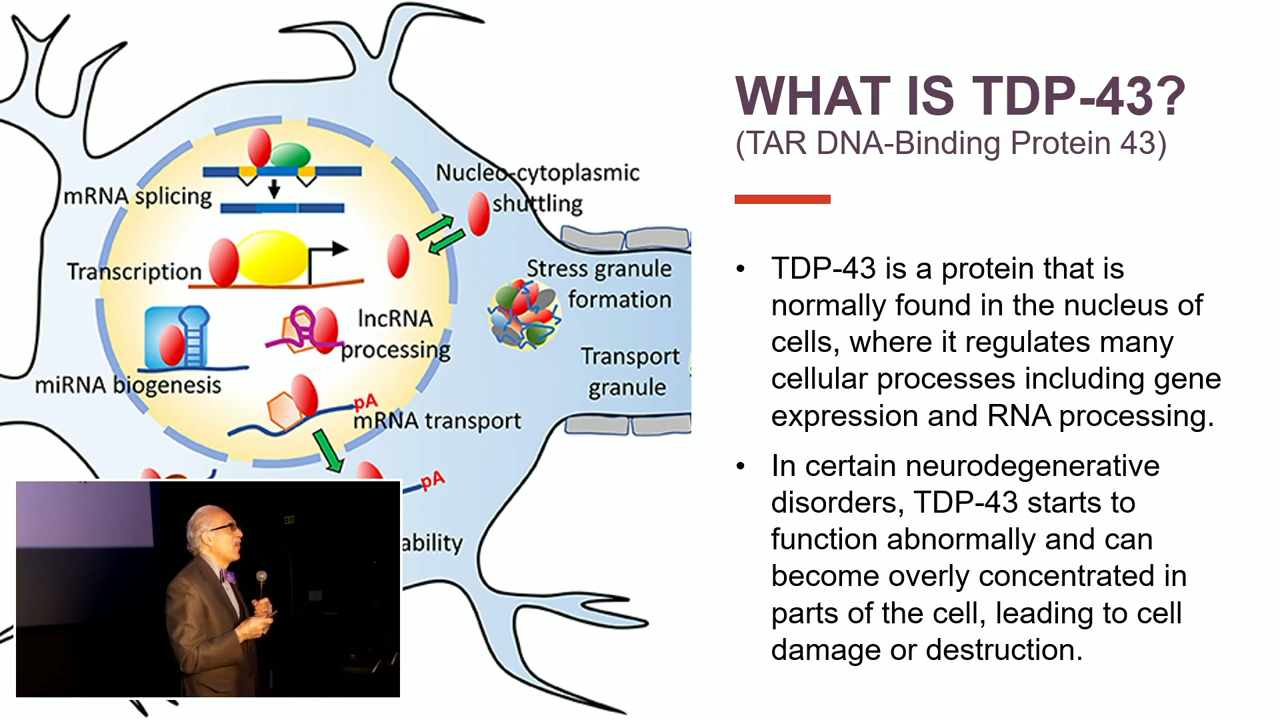 WHAT IS TDP-43?
(TAR DNA-Binding Protein 43)
• TDP-43 is a protein that is
normally found in the nucleus of
cells, where it regulates many
cellular processes including gene
expression and RNA processing.
• In certain neurodegenerative
disorders, TDP-43 starts to
function abnormally and can
become overly concentrated in
parts of the cell, leading to cell
damage or destruction.
mRNA splicing
Nucleo-cytoplasmic
shuttling
Transcription
Stress granule
formation
lncRNA
processing
Transport
granule
miRNA biogenesis
pA
mRNA transport
pA
ability
EXIT